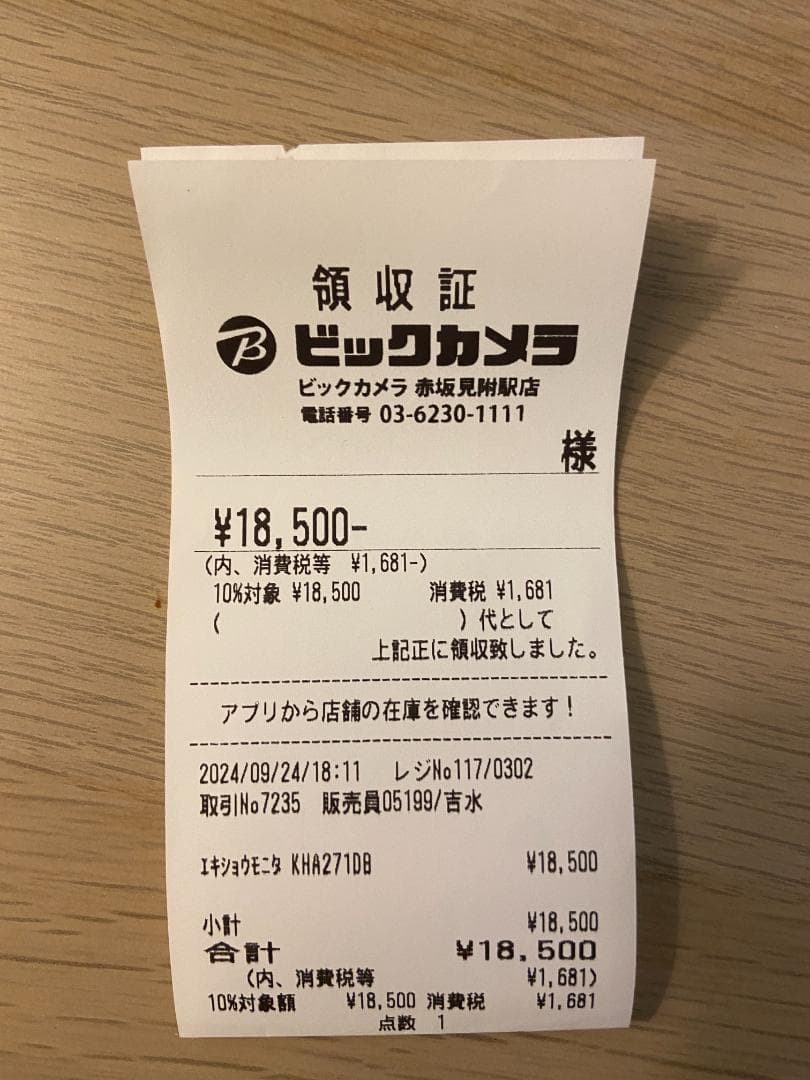 領収証
B ビックカメラ
ビックカメラ 赤坂見附駅店
電話番号 03-6230-1111
様
¥18,500-
(内、消費税等 ¥1,681-)
10%対象 ¥18,500 消費税 ¥1,681
( )代として
上記正に領収致しました。
アプリから店舗の在庫を確認できます!
2024/09/24/18:11 レジNo117/0302
取引No7235 販売員05199/吉水
ｴｷｼｮｳﾓﾆﾀ KHA271DB ¥18,500
小計 ¥18,500
合計 ¥18,500
(内、消費税等 ¥1,681)
10%対象額 ¥18,500 消費税 ¥1,681
点数 1